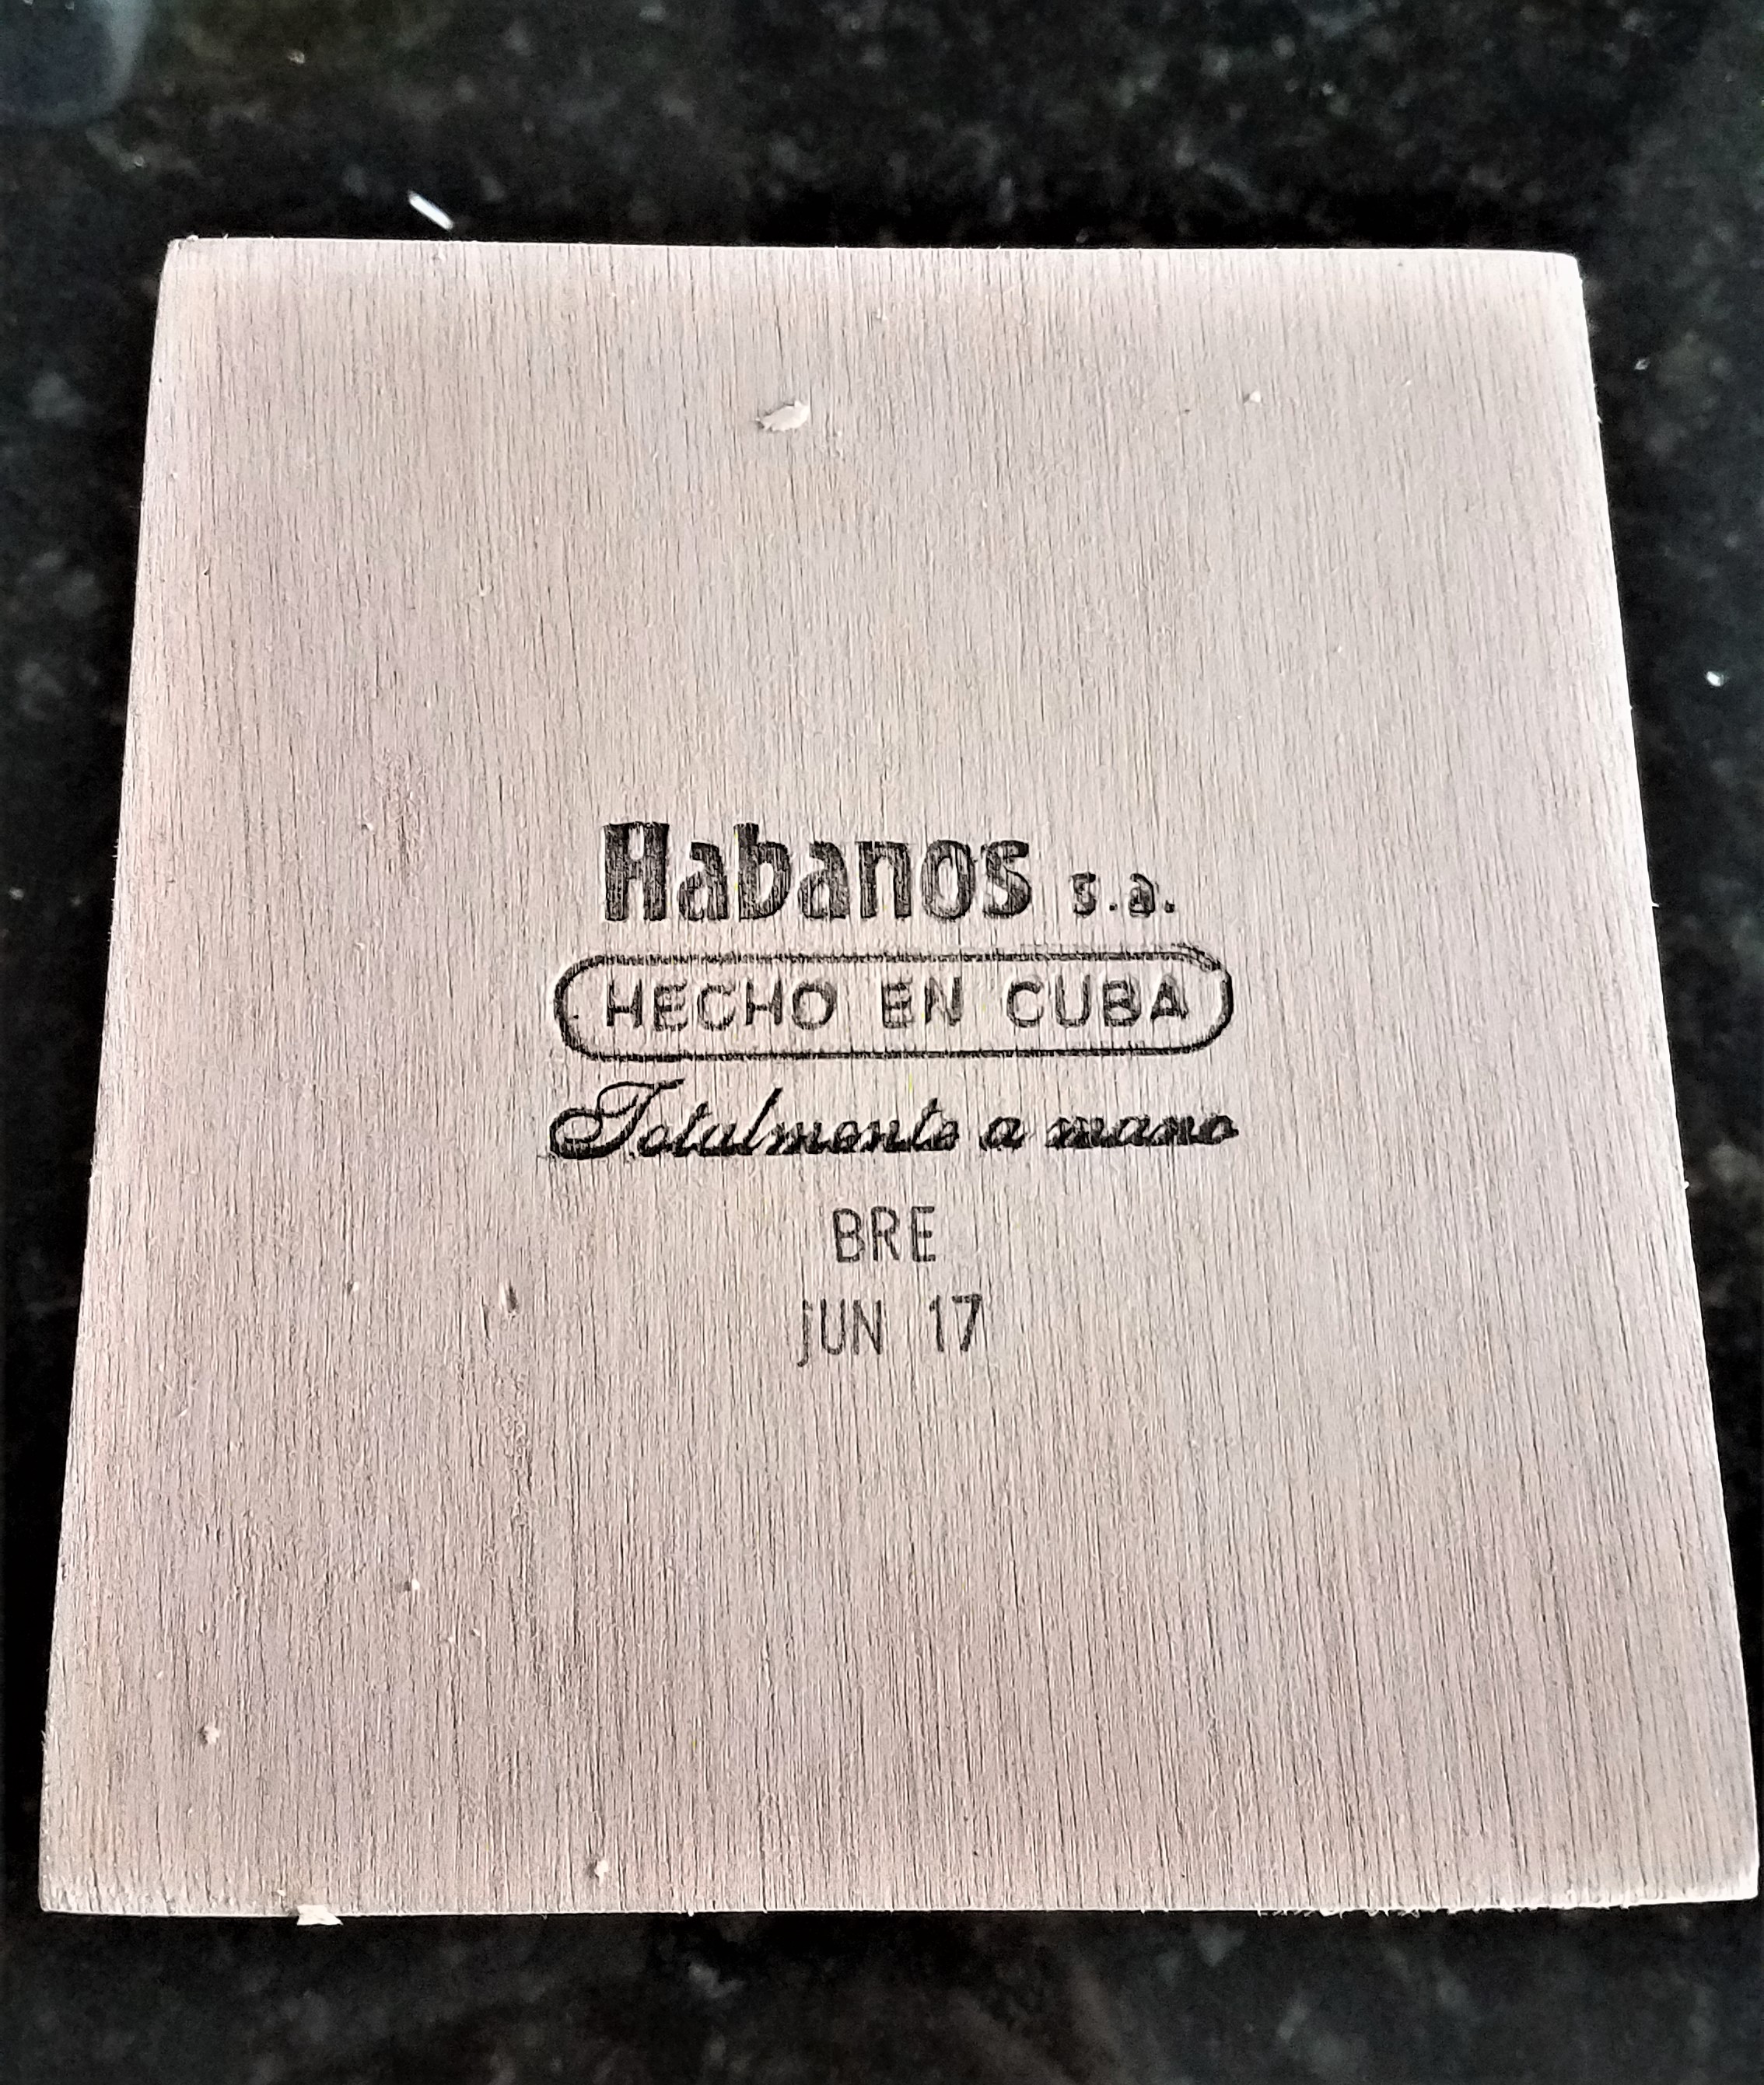 Habanos s.a.
HECHO EN CUBA
Totalmente a mano
BRE
jUN 17